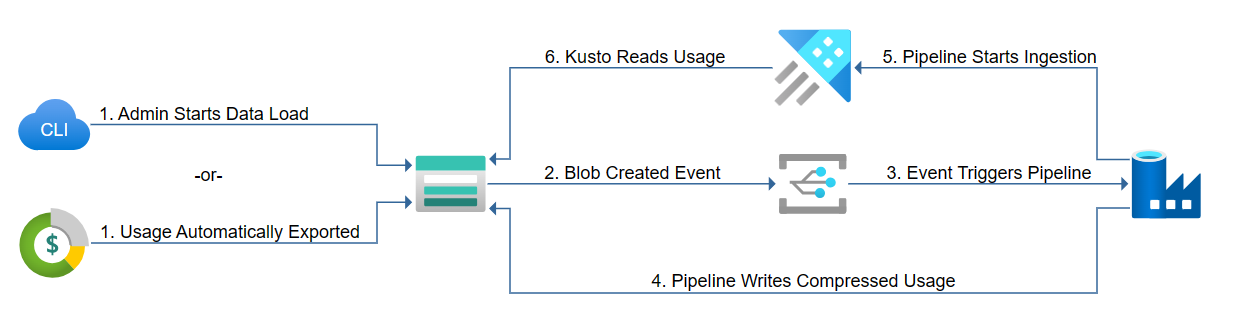 6. Kusto Reads Usage
5. Pipeline Starts Ingestion
1. Admin Starts Data Load
CLI
-or-
2. Blob Created Event
3. Event Triggers Pipeline
1. Usage Automatically Exported
$
4. Pipeline Writes Compressed Usage